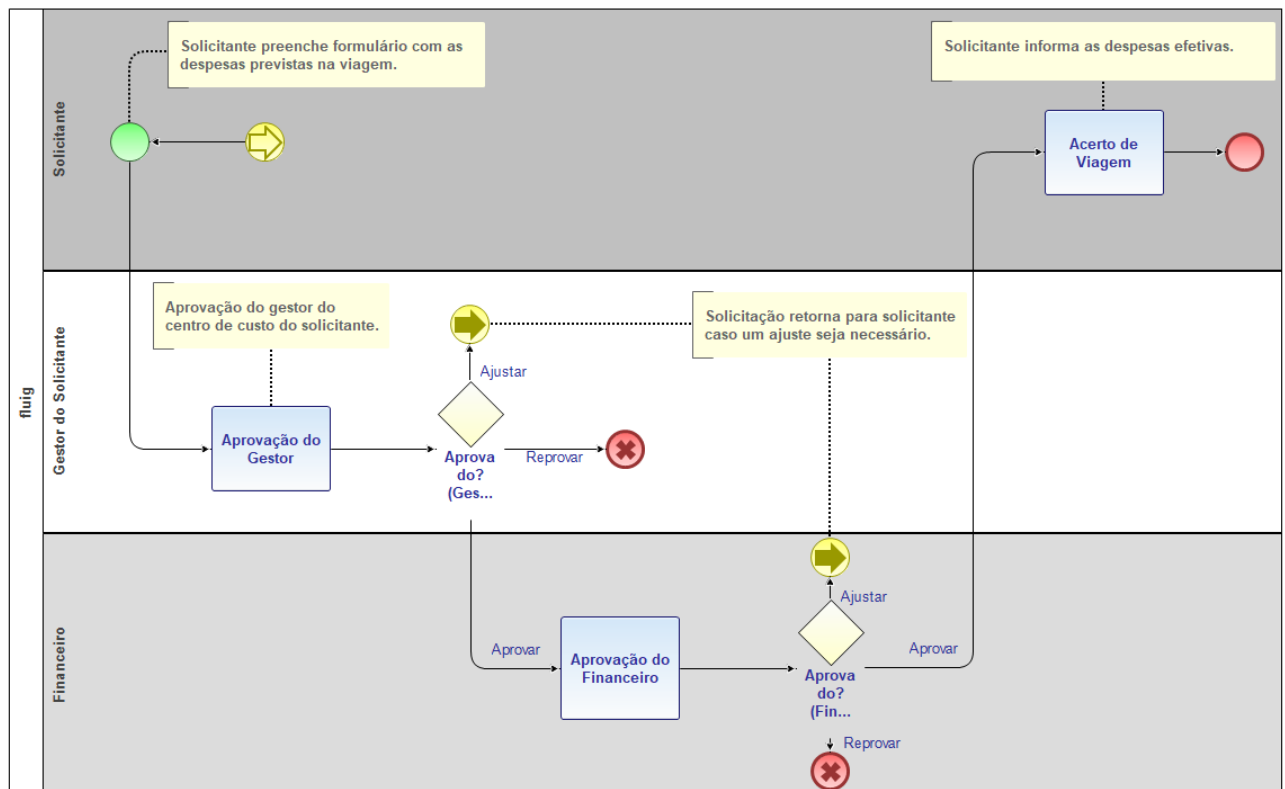 fluig
Solicitante
Solicitante preenche formulário com as
despesas previstas na viagem.
Solicitante informa as despesas efetivas.
Acerto de
Viagem
Gestor do Solicitante
Aprovação do gestor do
centro de custo do solicitante.
Solicitação retorna para solicitante
caso um ajuste seja necessário.
Ajustar
Aprovação do
Gestor
Aprova
do?
(Ges...
Reprovar
Financeiro
Ajustar
Aprovar
Aprovação do
Financeiro
Aprova
do?
(Fin...
Aprovar
Reprovar